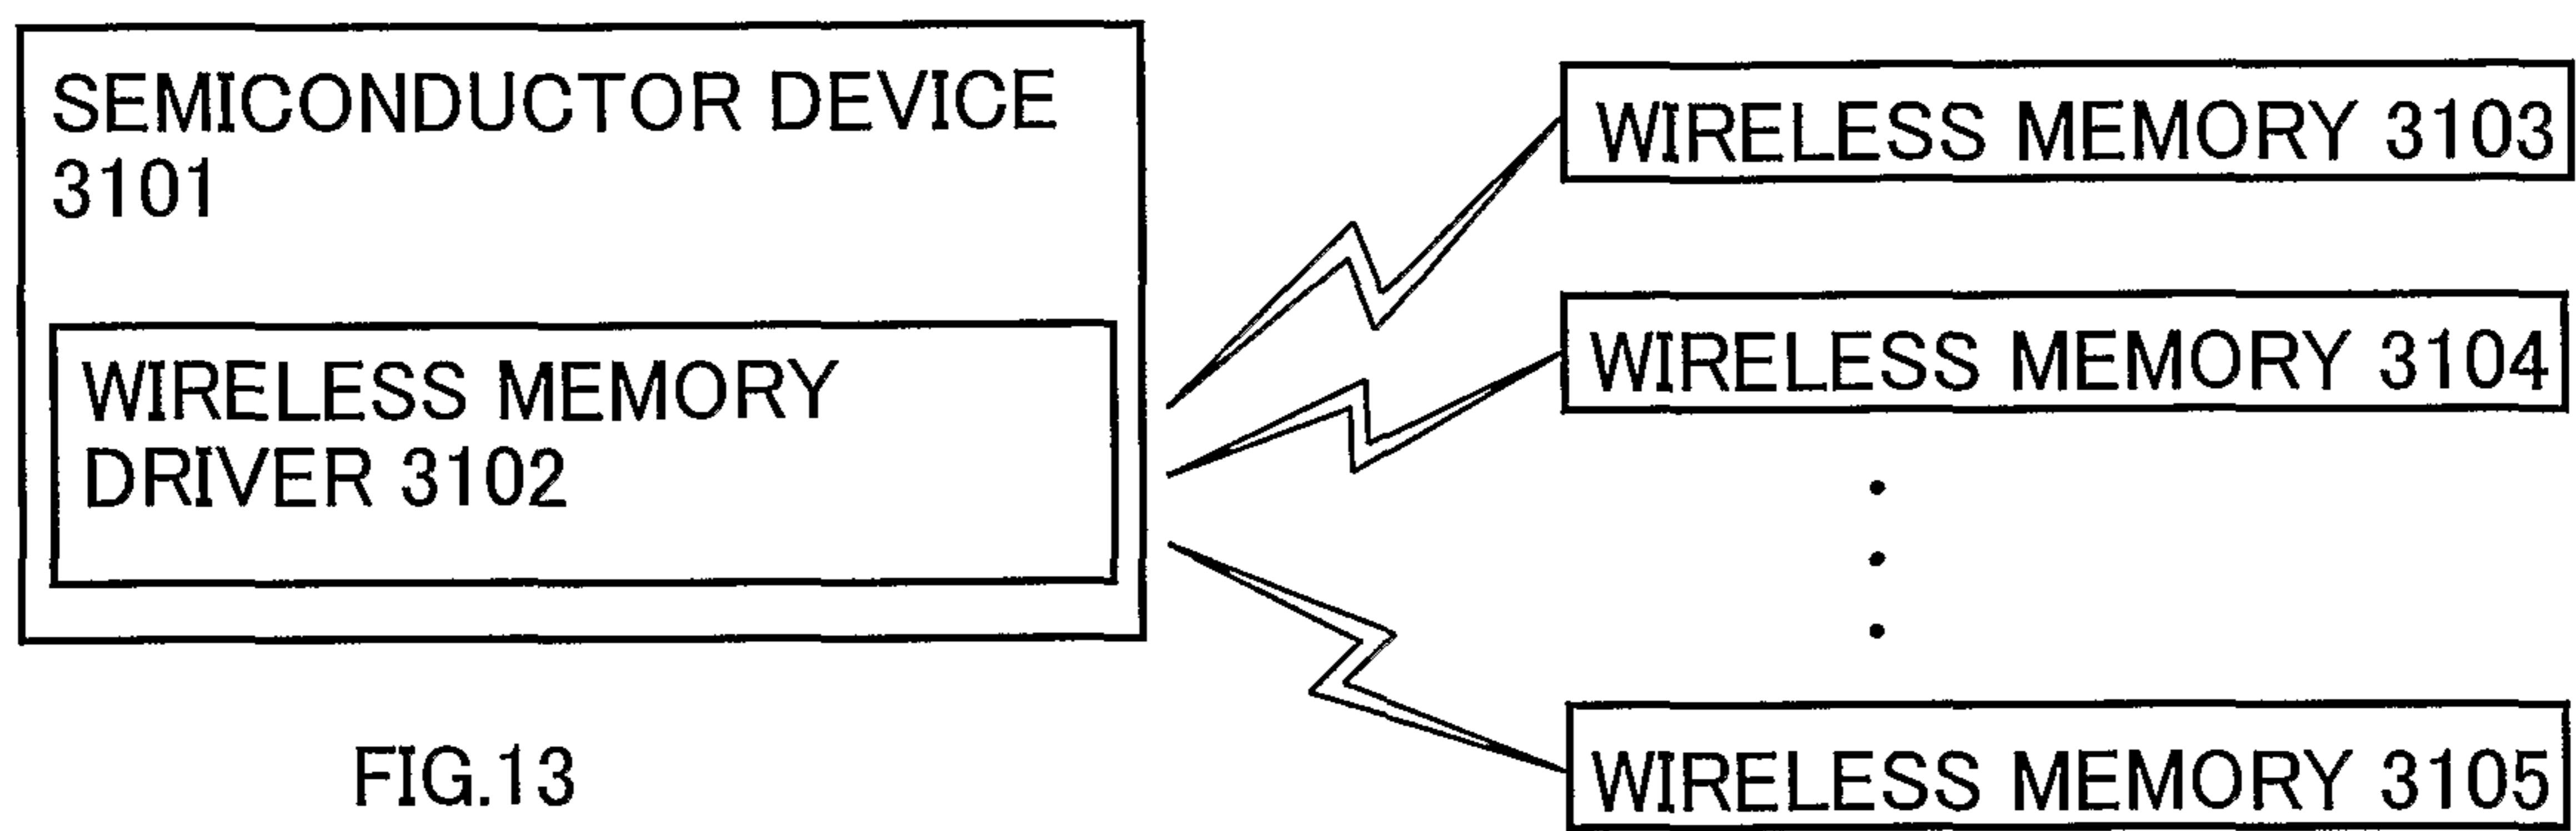 SEMICONDUCTOR DEVICE
3101
WIRELESS MEMORY
DRIVER 3102
WIRELESS MEMORY 3103
WIRELESS MEMORY 3104
WIRELESS MEMORY 3105
FIG.13